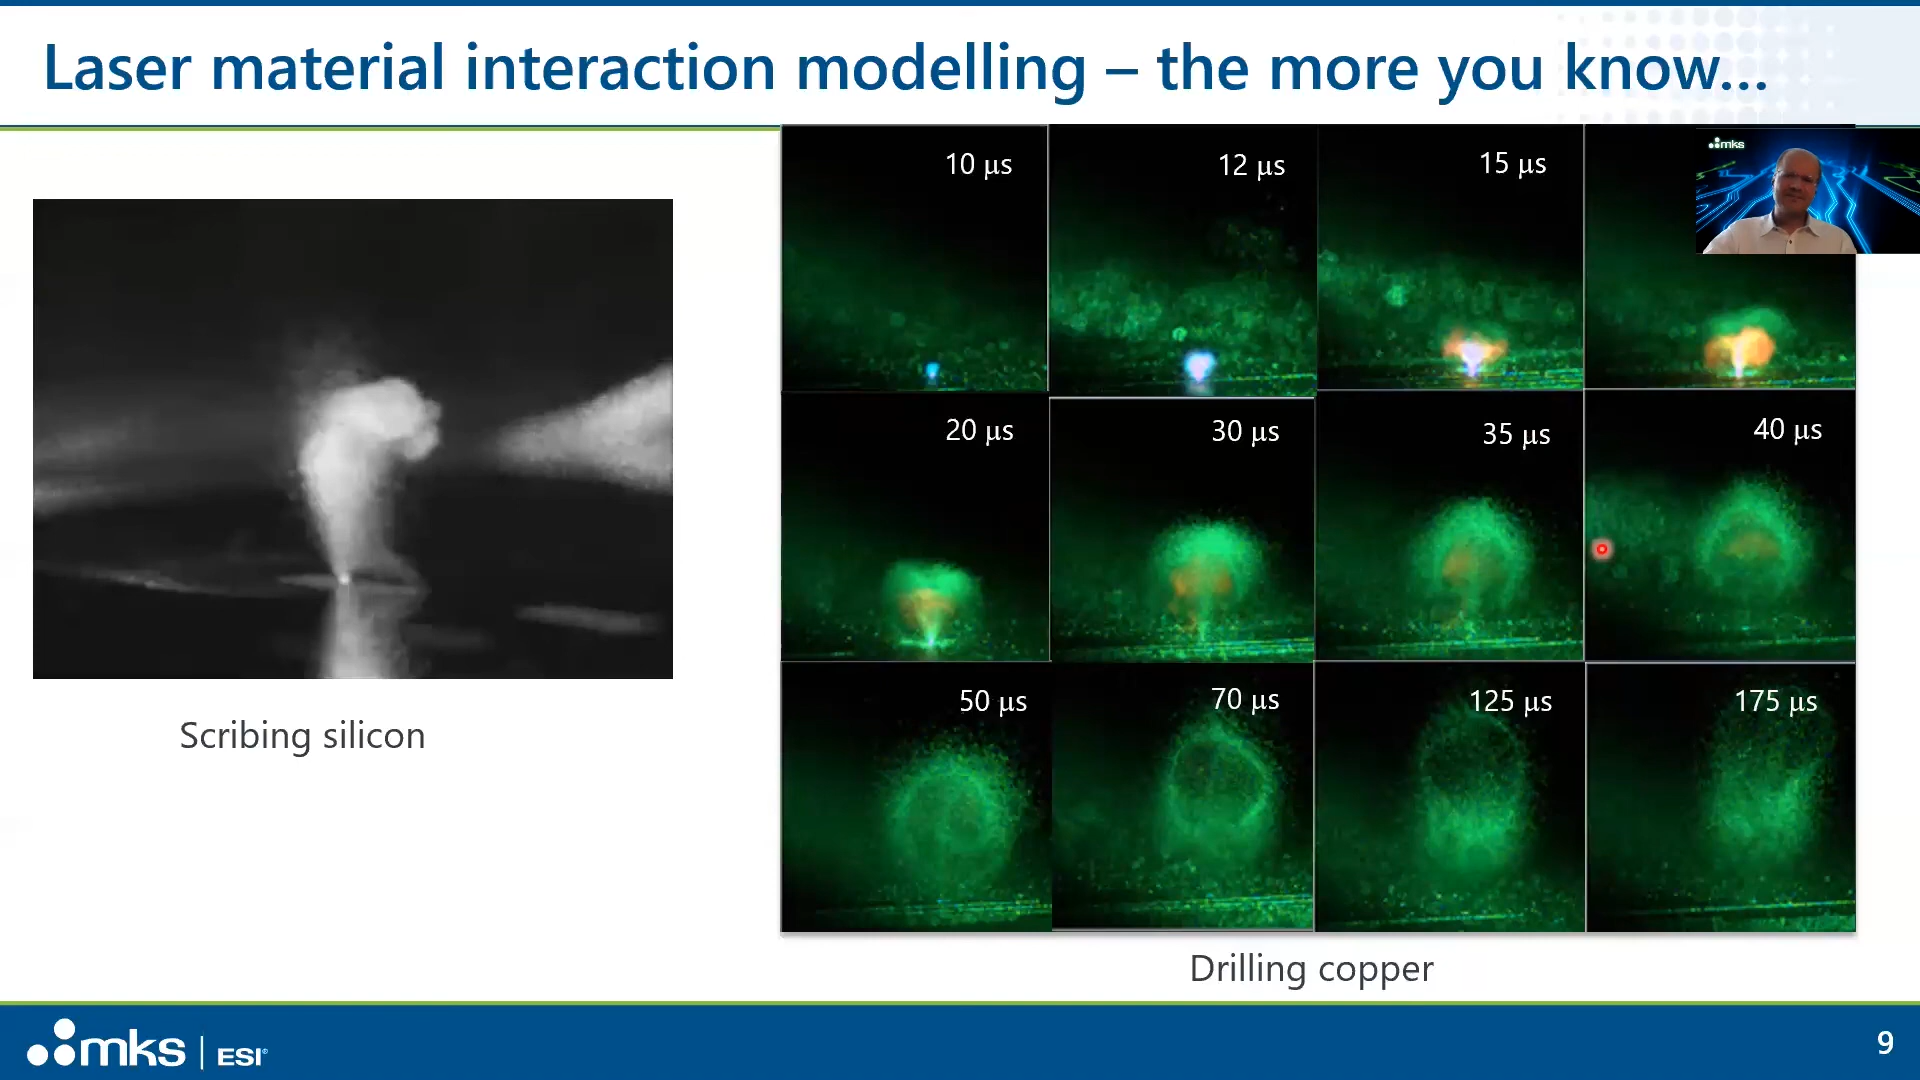 Laser material interaction modelling – the more you know...
10 µs
12 µs
15 µs
mks
20 µs
30 µs
35 µs
40 µs
50 µs
70 µs
125 µs
175 µs
Scribing silicon
Drilling copper
mks | ESI®
9